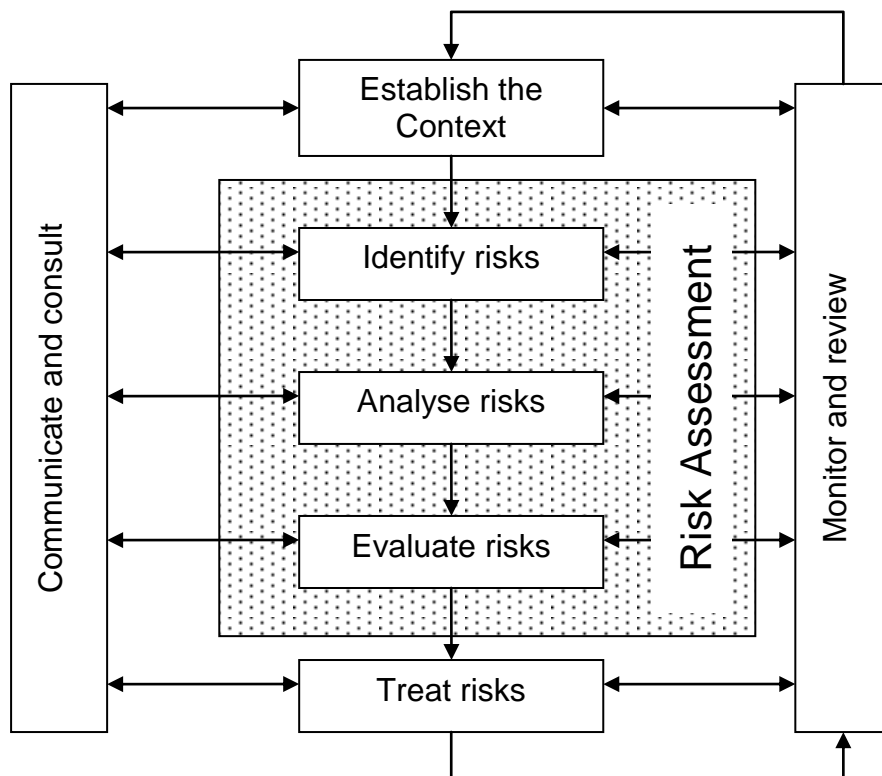 Establish the
Context
Communicate and consult
Identify risks
Analyse risks
Evaluate risks
Risk Assessment
Monitor and review
Treat risks